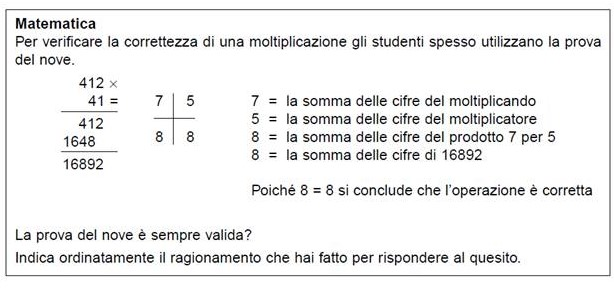 Matematica
Per verificare la correttezza di una moltiplicazione gli studenti spesso utilizzano la prova
del nove.
412 ×
41 = 7 5 7 = la somma delle cifre del moltiplicando
412 5 = la somma delle cifre del moltiplicatore
1648 8 8 8 = la somma delle cifre del prodotto 7 per 5
16892 8 = la somma delle cifre di 16892
Poiché 8 = 8 si conclude che l'operazione è corretta
La prova del nove è sempre valida?
Indica ordinatamente il ragionamento che hai fatto per rispondere al quesito.